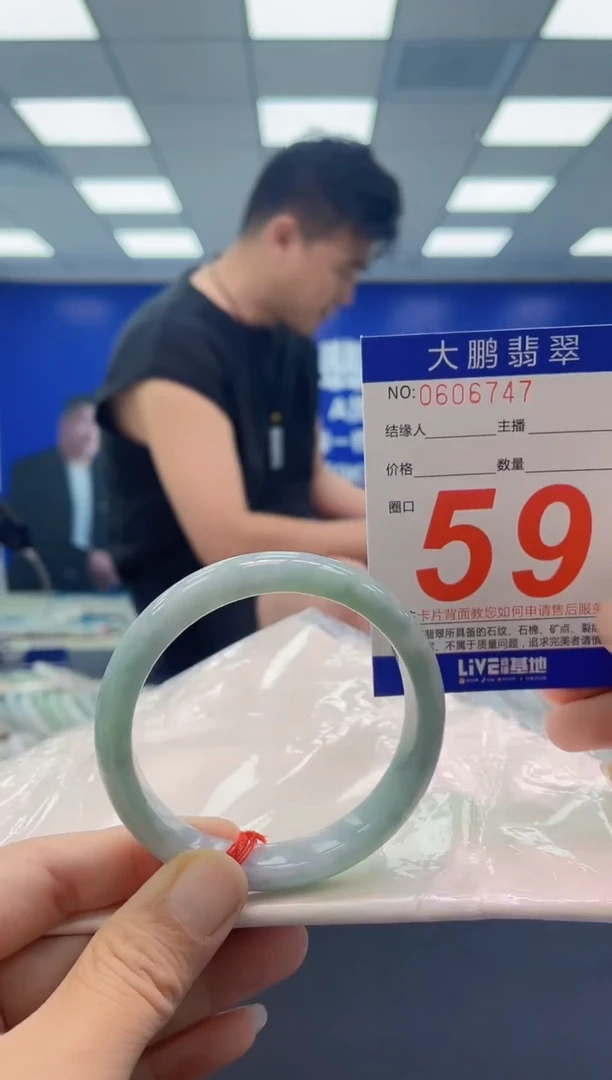 大鹏翡翠
NO:0606747
结缘人 主播
价格 数量
圈口
59
卡片背面教您如何申请售后服务
翡翠所具备的石纹、石棉、矿点、裂
不属于质量问题，追求完美者请慎
LiVE基地